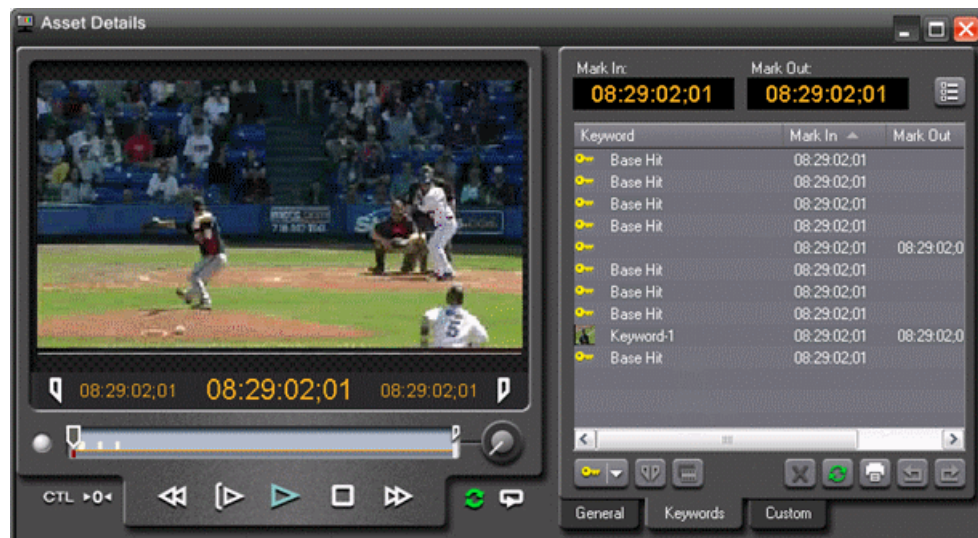 Asset Details
08:29:02;01 08:29:02;01 08:29:02;01
CTL 0
Mark In: Mark Out:
08:29:02;01 08:29:02;01
Keyword Mark In Mark Out
Base Hit 08:29:02;01
Base Hit 08:29:02;01
Base Hit 08:29:02;01
Base Hit 08:29:02;01
08:29:02;01 08:29:02;0
Base Hit 08:29:02;01
Base Hit 08:29:02;01
Base Hit 08:29:02;01
Keyword-1 08:29:02;01 08:29:02;0
Base Hit 08:29:02;01
General Keywords Custom
5